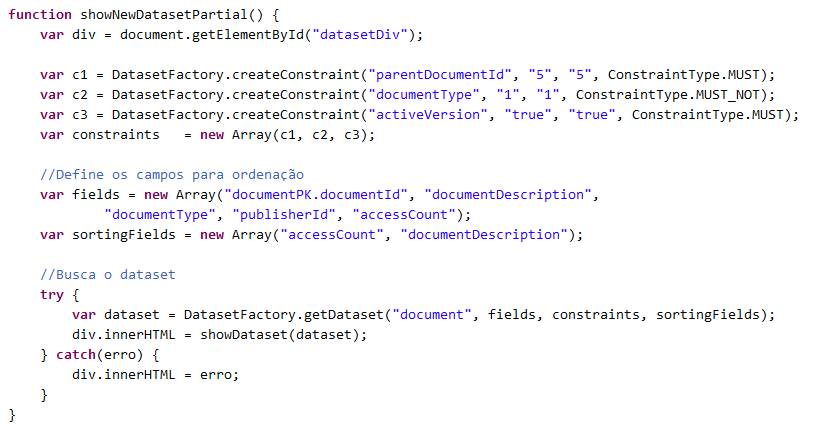 function showNewDatasetPartial() {
    var div = document.getElementById("datasetDiv");

    var c1 = DatasetFactory.createConstraint("parentDocumentId", "5", "5", ConstraintType.MUST);
    var c2 = DatasetFactory.createConstraint("documentType", "1", "1", ConstraintType.MUST_NOT);
    var c3 = DatasetFactory.createConstraint("activeVersion", "true", "true", ConstraintType.MUST);
    var constraints   = new Array(c1, c2, c3);

    //Define os campos para ordenação
    var fields = new Array("documentPK.documentId", "documentDescription",
            "documentType", "publisherId", "accessCount");
    var sortingFields = new Array("accessCount", "documentDescription");

    //Busca o dataset
    try {
        var dataset = DatasetFactory.getDataset("document", fields, constraints, sortingFields);
        div.innerHTML = showDataset(dataset);
    } catch(erro) {
        div.innerHTML = erro;
    }
}